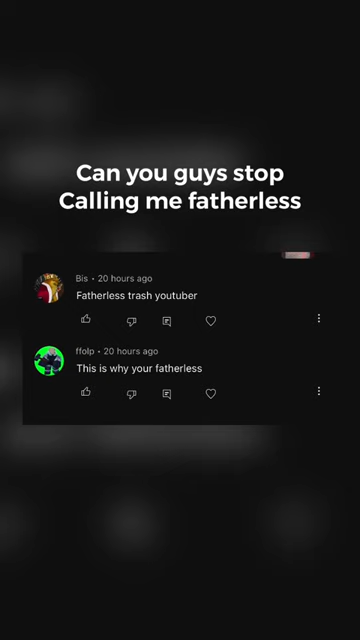 Can you guys stop
Calling me fatherless
Bis • 20 hours ago
Fatherless trash youtuber
ffolp • 20 hours ago
This is why your fatherless